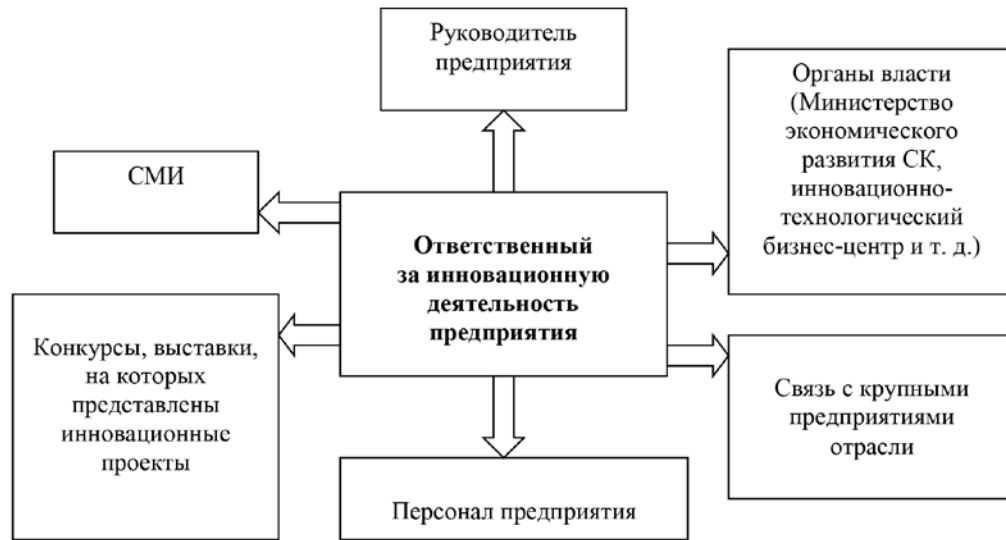 Руководитель
предприятия
Органы власти
(Министерство
экономического
развития СК,
инновационно-
технологический
бизнес-центр и т. д.)
СМИ
Ответственный
за инновационную
деятельность
предприятия
Конкурсы, выставки,
на которых
представлены
инновационные
проекты
Связь с крупными
предприятиями
отрасли
Персонал предприятия